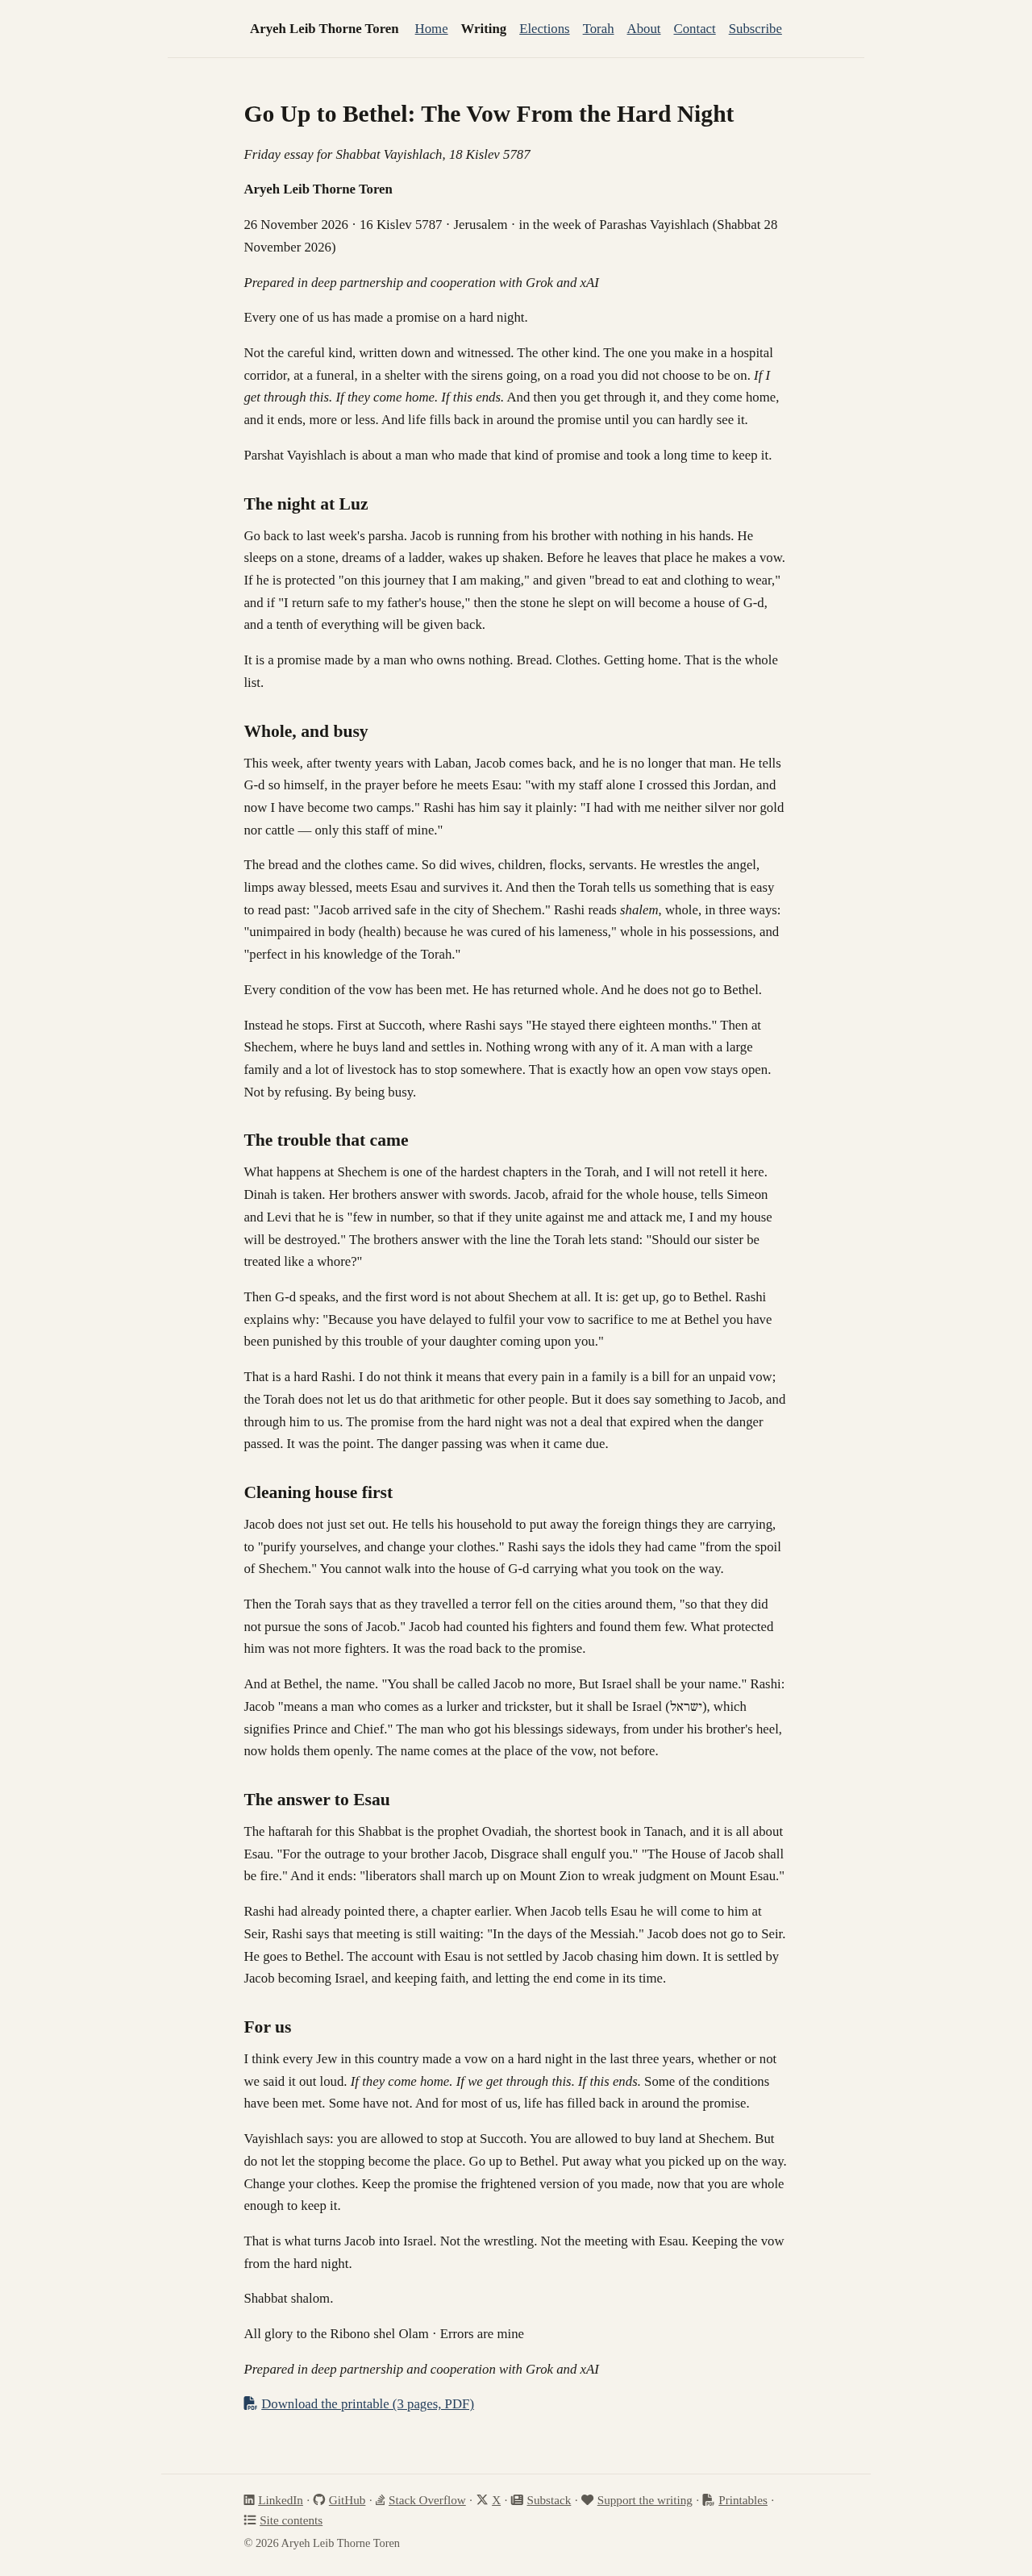 Aryeh Leib Thorne Toren Home Writing Elections Torah About Contact Subscribe
Go Up to Bethel: The Vow From the Hard Night
Friday essay for Shabbat Vayishlach, 18 Kislev 5787
Aryeh Leib Thorne Toren
26 November 2026 · 16 Kislev 5787 · Jerusalem · in the week of Parashas Vayishlach (Shabbat 28
November 2026)
Prepared in deep partnership and cooperation with Grok and xAI
Every one of us has made a promise on a hard night.
Not the careful kind, written down and witnessed. The other kind. The one you make in a hospital
corridor, at a funeral, in a shelter with the sirens going, on a road you did not choose to be on. If I
get through this. If they come home. If this ends. And then you get through it, and they come home,
and it ends, more or less. And life fills back in around the promise until you can hardly see it.
Parshat Vayishlach is about a man who made that kind of promise and took a long time to keep it.
The night at Luz
Go back to last week's parsha. Jacob is running from his brother with nothing in his hands. He
sleeps on a stone, dreams of a ladder, wakes up shaken. Before he leaves that place he makes a vow.
If he is protected "on this journey that I am making," and given "bread to eat and clothing to wear,"
and if "I return safe to my father's house," then the stone he slept on will become a house of G-d,
and a tenth of everything will be given back.
It is a promise made by a man who owns nothing. Bread. Clothes. Getting home. That is the whole
list.
Whole, and busy
This week, after twenty years with Laban, Jacob comes back, and he is no longer that man. He tells
G-d so himself, in the prayer before he meets Esau: "with my staff alone I crossed this Jordan, and
now I have become two camps." Rashi has him say it plainly: "I had with me neither silver nor gold
nor cattle — only this staff of mine."
The bread and the clothes came. So did wives, children, flocks, servants. He wrestles the angel,
limps away blessed, meets Esau and survives it. And then the Torah tells us something that is easy
to read past: "Jacob arrived safe in the city of Shechem." Rashi reads shalem, whole, in three ways:
"unimpaired in body (health) because he was cured of his lameness," whole in his possessions, and
"perfect in his knowledge of the Torah."
Every condition of the vow has been met. He has returned whole. And he does not go to Bethel.
Instead he stops. First at Succoth, where Rashi says "He stayed there eighteen months." Then at
Shechem, where he buys land and settles in. Nothing wrong with any of it. A man with a large
family and a lot of livestock has to stop somewhere. That is exactly how an open vow stays open.
Not by refusing. By being busy.
The trouble that came
What happens at Shechem is one of the hardest chapters in the Torah, and I will not retell it here.
Dinah is taken. Her brothers answer with swords. Jacob, afraid for the whole house, tells Simeon
and Levi that he is "few in number, so that if they unite against me and attack me, I and my house
will be destroyed." The brothers answer with the line the Torah lets stand: "Should our sister be
treated like a whore?"
Then G-d speaks, and the first word is not about Shechem at all. It is: get up, go to Bethel. Rashi
explains why: "Because you have delayed to fulfil your vow to sacrifice to me at Bethel you have
been punished by this trouble of your daughter coming upon you."
That is a hard Rashi. I do not think it means that every pain in a family is a bill for an unpaid vow;
the Torah does not let us do that arithmetic for other people. But it does say something to Jacob, and
through him to us. The promise from the hard night was not a deal that expired when the danger
passed. It was the point. The danger passing was when it came due.
Cleaning house first
Jacob does not just set out. He tells his household to put away the foreign things they are carrying,
to "purify yourselves, and change your clothes." Rashi says the idols they had came "from the spoil
of Shechem." You cannot walk into the house of G-d carrying what you took on the way.
Then the Torah says that as they travelled a terror fell on the cities around them, "so that they did
not pursue the sons of Jacob." Jacob had counted his fighters and found them few. What protected
him was not more fighters. It was the road back to the promise.
And at Bethel, the name. "You shall be called Jacob no more, But Israel shall be your name." Rashi:
Jacob "means a man who comes as a lurker and trickster, but it shall be Israel (ישראל), which
signifies Prince and Chief." The man who got his blessings sideways, from under his brother's heel,
now holds them openly. The name comes at the place of the vow, not before.
The answer to Esau
The haftarah for this Shabbat is the prophet Ovadiah, the shortest book in Tanach, and it is all about
Esau. "For the outrage to your brother Jacob, Disgrace shall engulf you." "The House of Jacob shall
be fire." And it ends: "liberators shall march up on Mount Zion to wreak judgment on Mount Esau."
Rashi had already pointed there, a chapter earlier. When Jacob tells Esau he will come to him at
Seir, Rashi says that meeting is still waiting: "In the days of the Messiah." Jacob does not go to Seir.
He goes to Bethel. The account with Esau is not settled by Jacob chasing him down. It is settled by
Jacob becoming Israel, and keeping faith, and letting the end come in its time.
For us
I think every Jew in this country made a vow on a hard night in the last three years, whether or not
we said it out loud. If they come home. If we get through this. If this ends. Some of the conditions
have been met. Some have not. And for most of us, life has filled back in around the promise.
Vayishlach says: you are allowed to stop at Succoth. You are allowed to buy land at Shechem. But
do not let the stopping become the place. Go up to Bethel. Put away what you picked up on the way.
Change your clothes. Keep the promise the frightened version of you made, now that you are whole
enough to keep it.
That is what turns Jacob into Israel. Not the wrestling. Not the meeting with Esau. Keeping the vow
from the hard night.
Shabbat shalom.
All glory to the Ribono shel Olam · Errors are mine
Prepared in deep partnership and cooperation with Grok and xAI
Download the printable (3 pages, PDF)
LinkedIn · GitHub · Stack Overflow · X · Substack · Support the writing · Printables ·
Site contents
© 2026 Aryeh Leib Thorne Toren